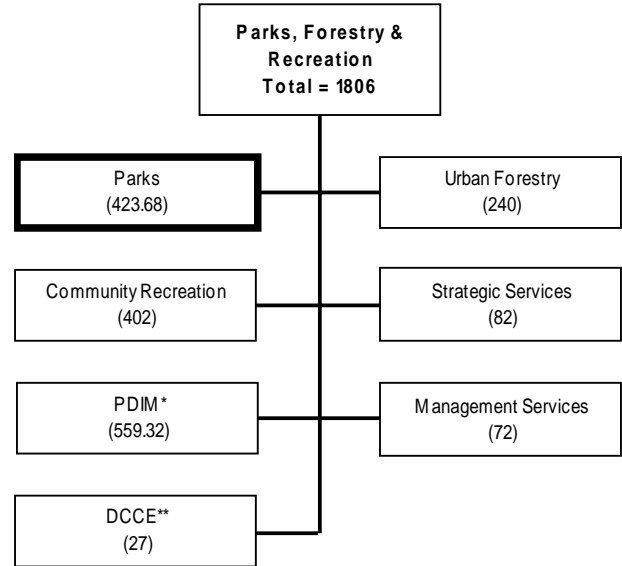 Parks, Forestry &
Recreation
Total = 1806
Parks
(423.68)
Urban Forestry
(240)
Community Recreation
(402)
Strategic Services
(82)
PDIM*
(559.32)
Management Services
(72)
DCCE**
(27)